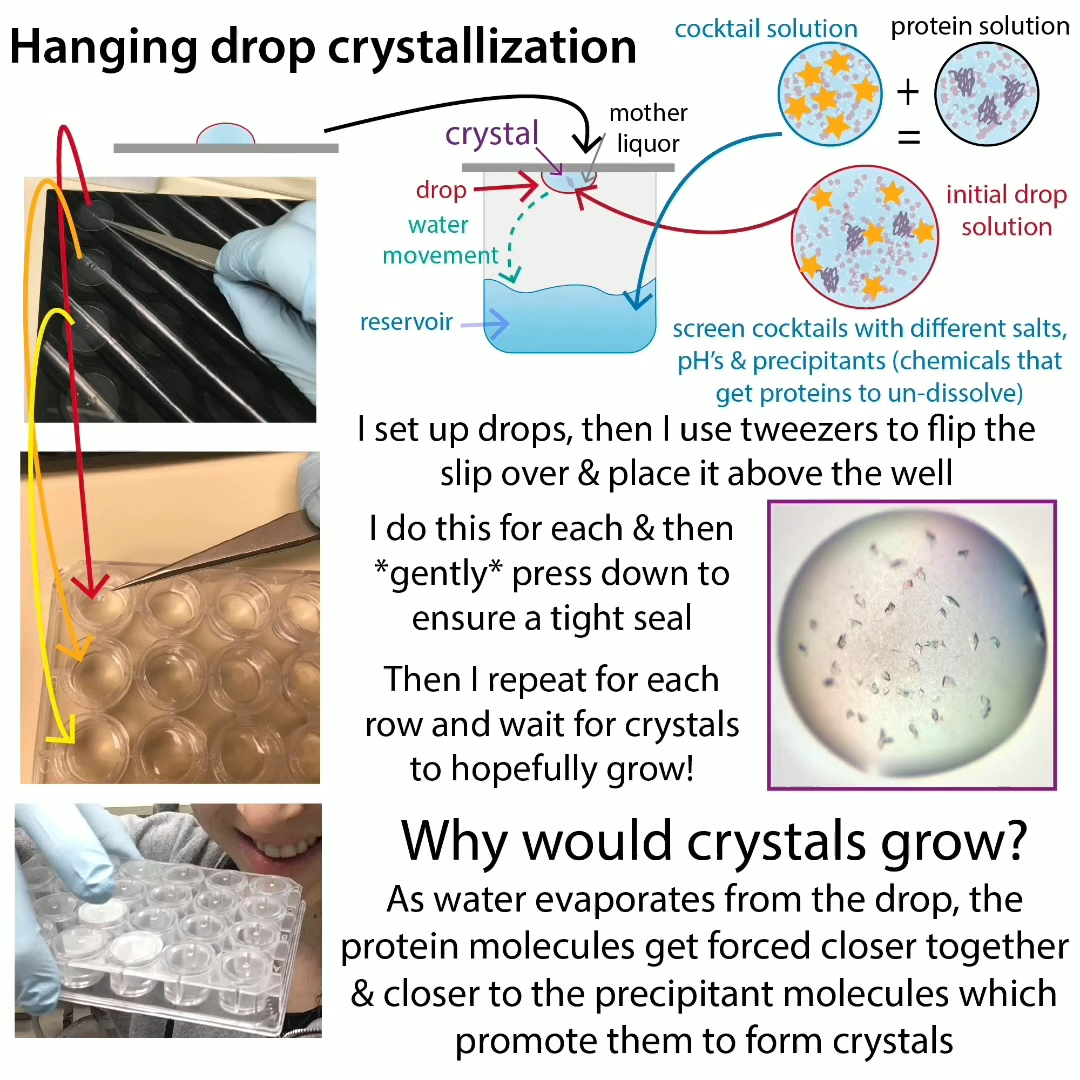 Hanging drop crystallization
cocktail solution
protein solution
+
=
mother
liquor
crystal
drop
water
movement
reservoir
initial drop
solution
screen cocktails with different salts,
pH's & precipitants (chemicals that
get proteins to un-dissolve)
I set up drops, then I use tweezers to flip the
slip over & place it above the well
I do this for each & then
*gently* press down to
ensure a tight seal
Then I repeat for each
row and wait for crystals
to hopefully grow!
Why would crystals grow?
As water evaporates from the drop, the
protein molecules get forced closer together
& closer to the precipitant molecules which
promote them to form crystals